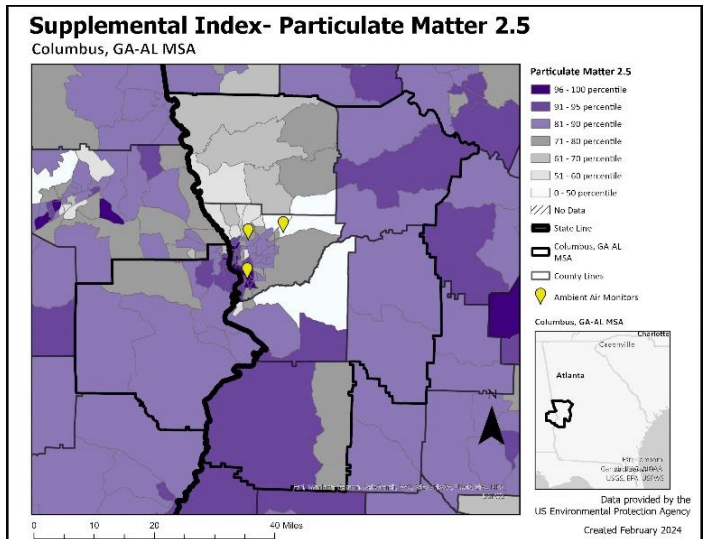 Supplemental Index- Particulate Matter 2.5
Columbus, GA-AL MSA
Particulate Matter 2.5
96 - 100 percentile
91 - 95 percentile
81 - 90 percentile
71 - 80 percentile
61 - 70 percentile
51 - 60 percentile
0 - 50 percentile
No Data
State Line
Columbus, GA-AL
MSA
County Lines
Ambient Air Monitors
Columbus, GA-AL MSA
Charlotte
Greenville
Atlanta
N
USGS, EPA, USFWS
Data provided by the
US Environmental Protection Agency
Created February 2024
0 10 20 40 Miles